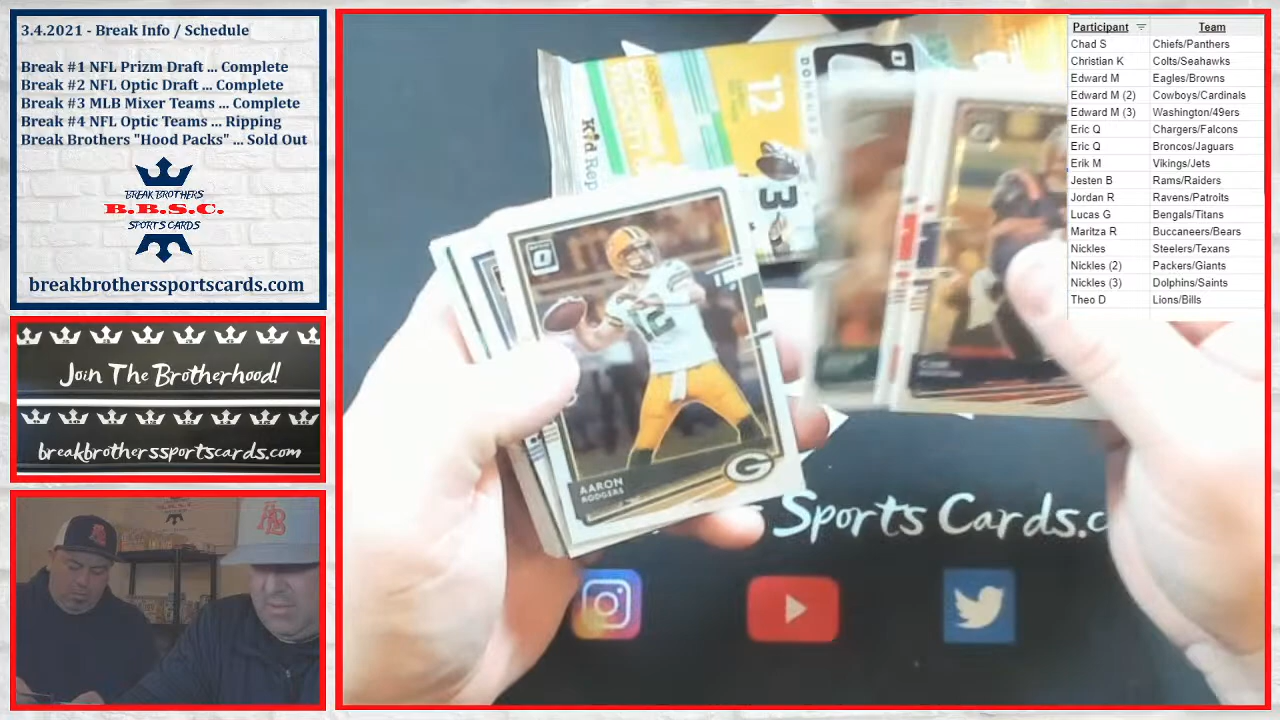 3.4.2021 - Break Info / Schedule
Break #1 NFL Prizm Draft ... Complete
Break #2 NFL Optic Draft ... Complete
Break #3 MLB Mixer Teams ... Complete
Break #4 NFL Optic Teams ... Ripping
Break Brothers "Hood Packs" ... Sold Out
BREAK BROTHERS
B.B.S.C.
SPORTS CARDS
breakbrotherssportscards.com
Join The Brotherhood!
breakbrotherssportscards.com
12
3
AARON
RODGERS
12
G
Sports Cards.c
Participant Team
Chad S Chiefs/Panthers
Christian K Colts/Seahawks
Edward M Eagles/Browns
Edward M (2) Cowboys/Cardinals
Edward M (3) Washington/49ers
Eric Q Chargers/Falcons
Eric Q Broncos/Jaguars
Erik M Vikings/Jets
Jesten B Rams/Raiders
Jordan R Ravens/Patroits
Lucas G Bengals/Titans
Maritza R Buccaneers/Bears
Nickles Steelers/Texans
Nickles (2) Packers/Giants
Nickles (3) Dolphins/Saints
Theo D Lions/Bills